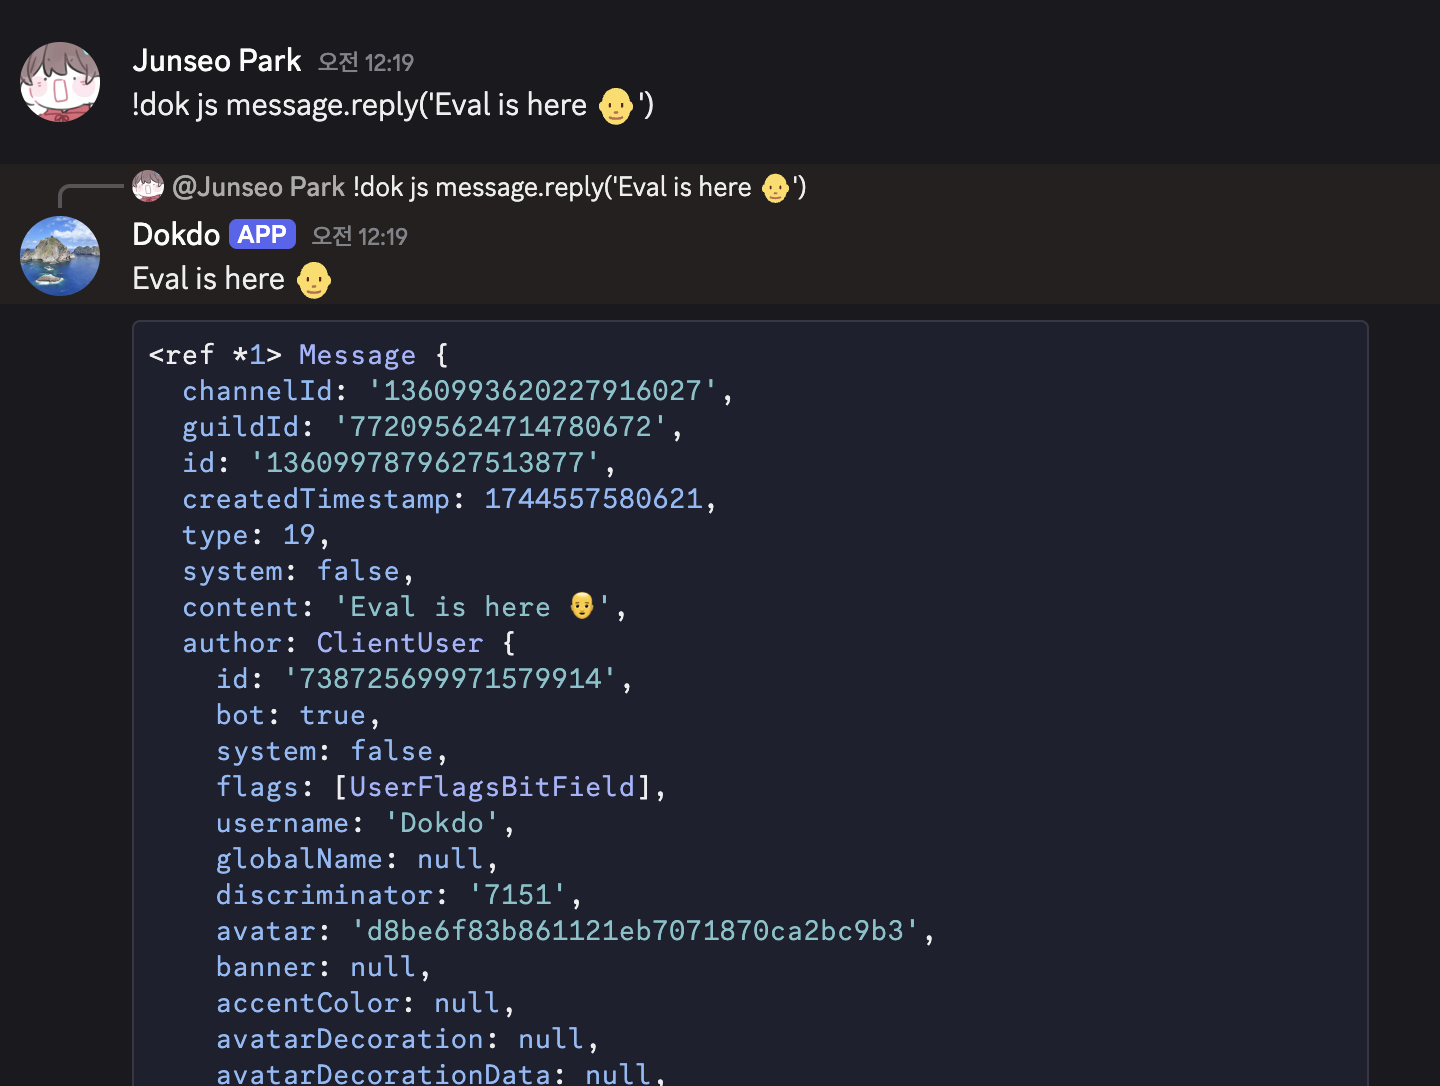 Junseo Park 오전 12:19
!dok js message.reply('Eval is here 👨‍🦲')
@Junseo Park !dok js message.reply('Eval is here 👨‍🦲')
Dokdo APP 오전 12:19
Eval is here 👨‍🦲
<ref *1> Message {
  channelId: '1360993620227916027',
  guildId: '772095624714780672',
  id: '1360997879627513877',
  createdTimestamp: 1744557580621,
  type: 19,
  system: false,
  content: 'Eval is here 👨‍🦲',
  author: ClientUser {
    id: '738725699971579914',
    bot: true,
    system: false,
    flags: [UserFlagsBitField],
    username: 'Dokdo',
    globalName: null,
    discriminator: '7151',
    avatar: 'd8be6f83b861121eb7071870ca2bc9b3',
    banner: null,
    accentColor: null,
    avatarDecoration: null,
    avatarDecorationData: null,